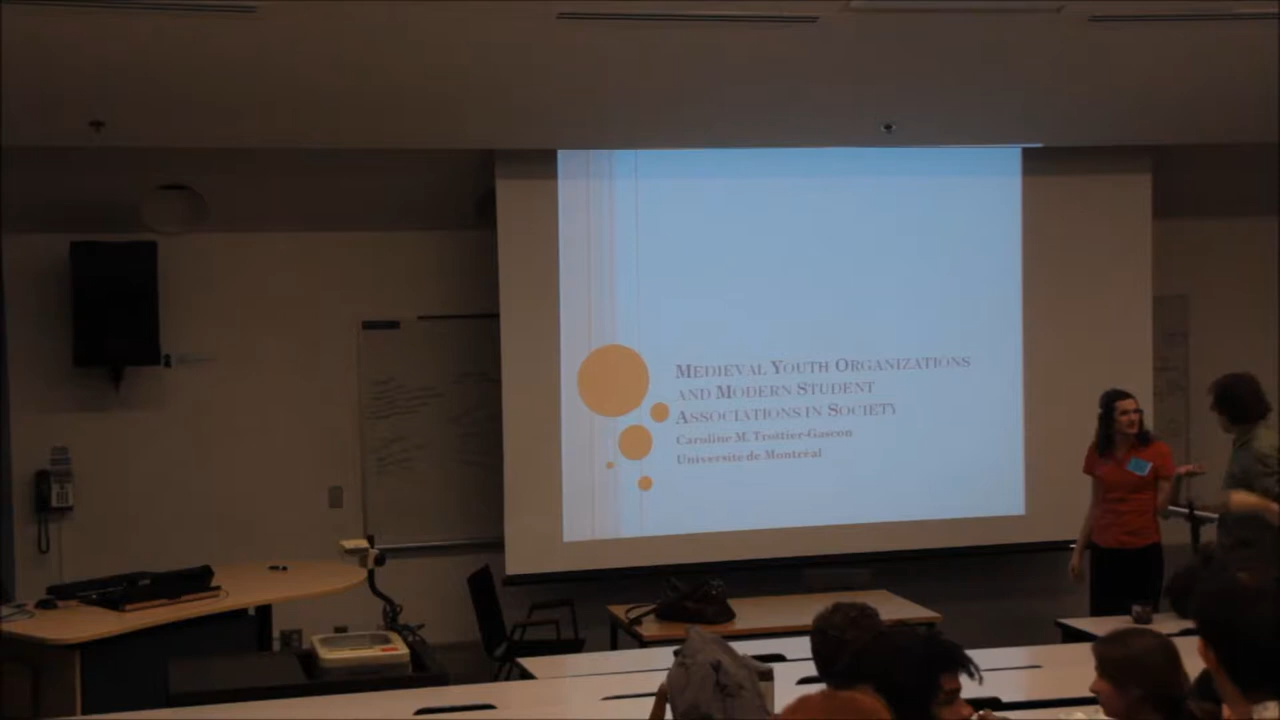 MEDIEVAL YOUTH ORGANIZATIONS
AND MODERN STUDENT
ASSOCIATIONS IN SOCIETY
Caroline M. Trottier-Gascon
Université de Montréal